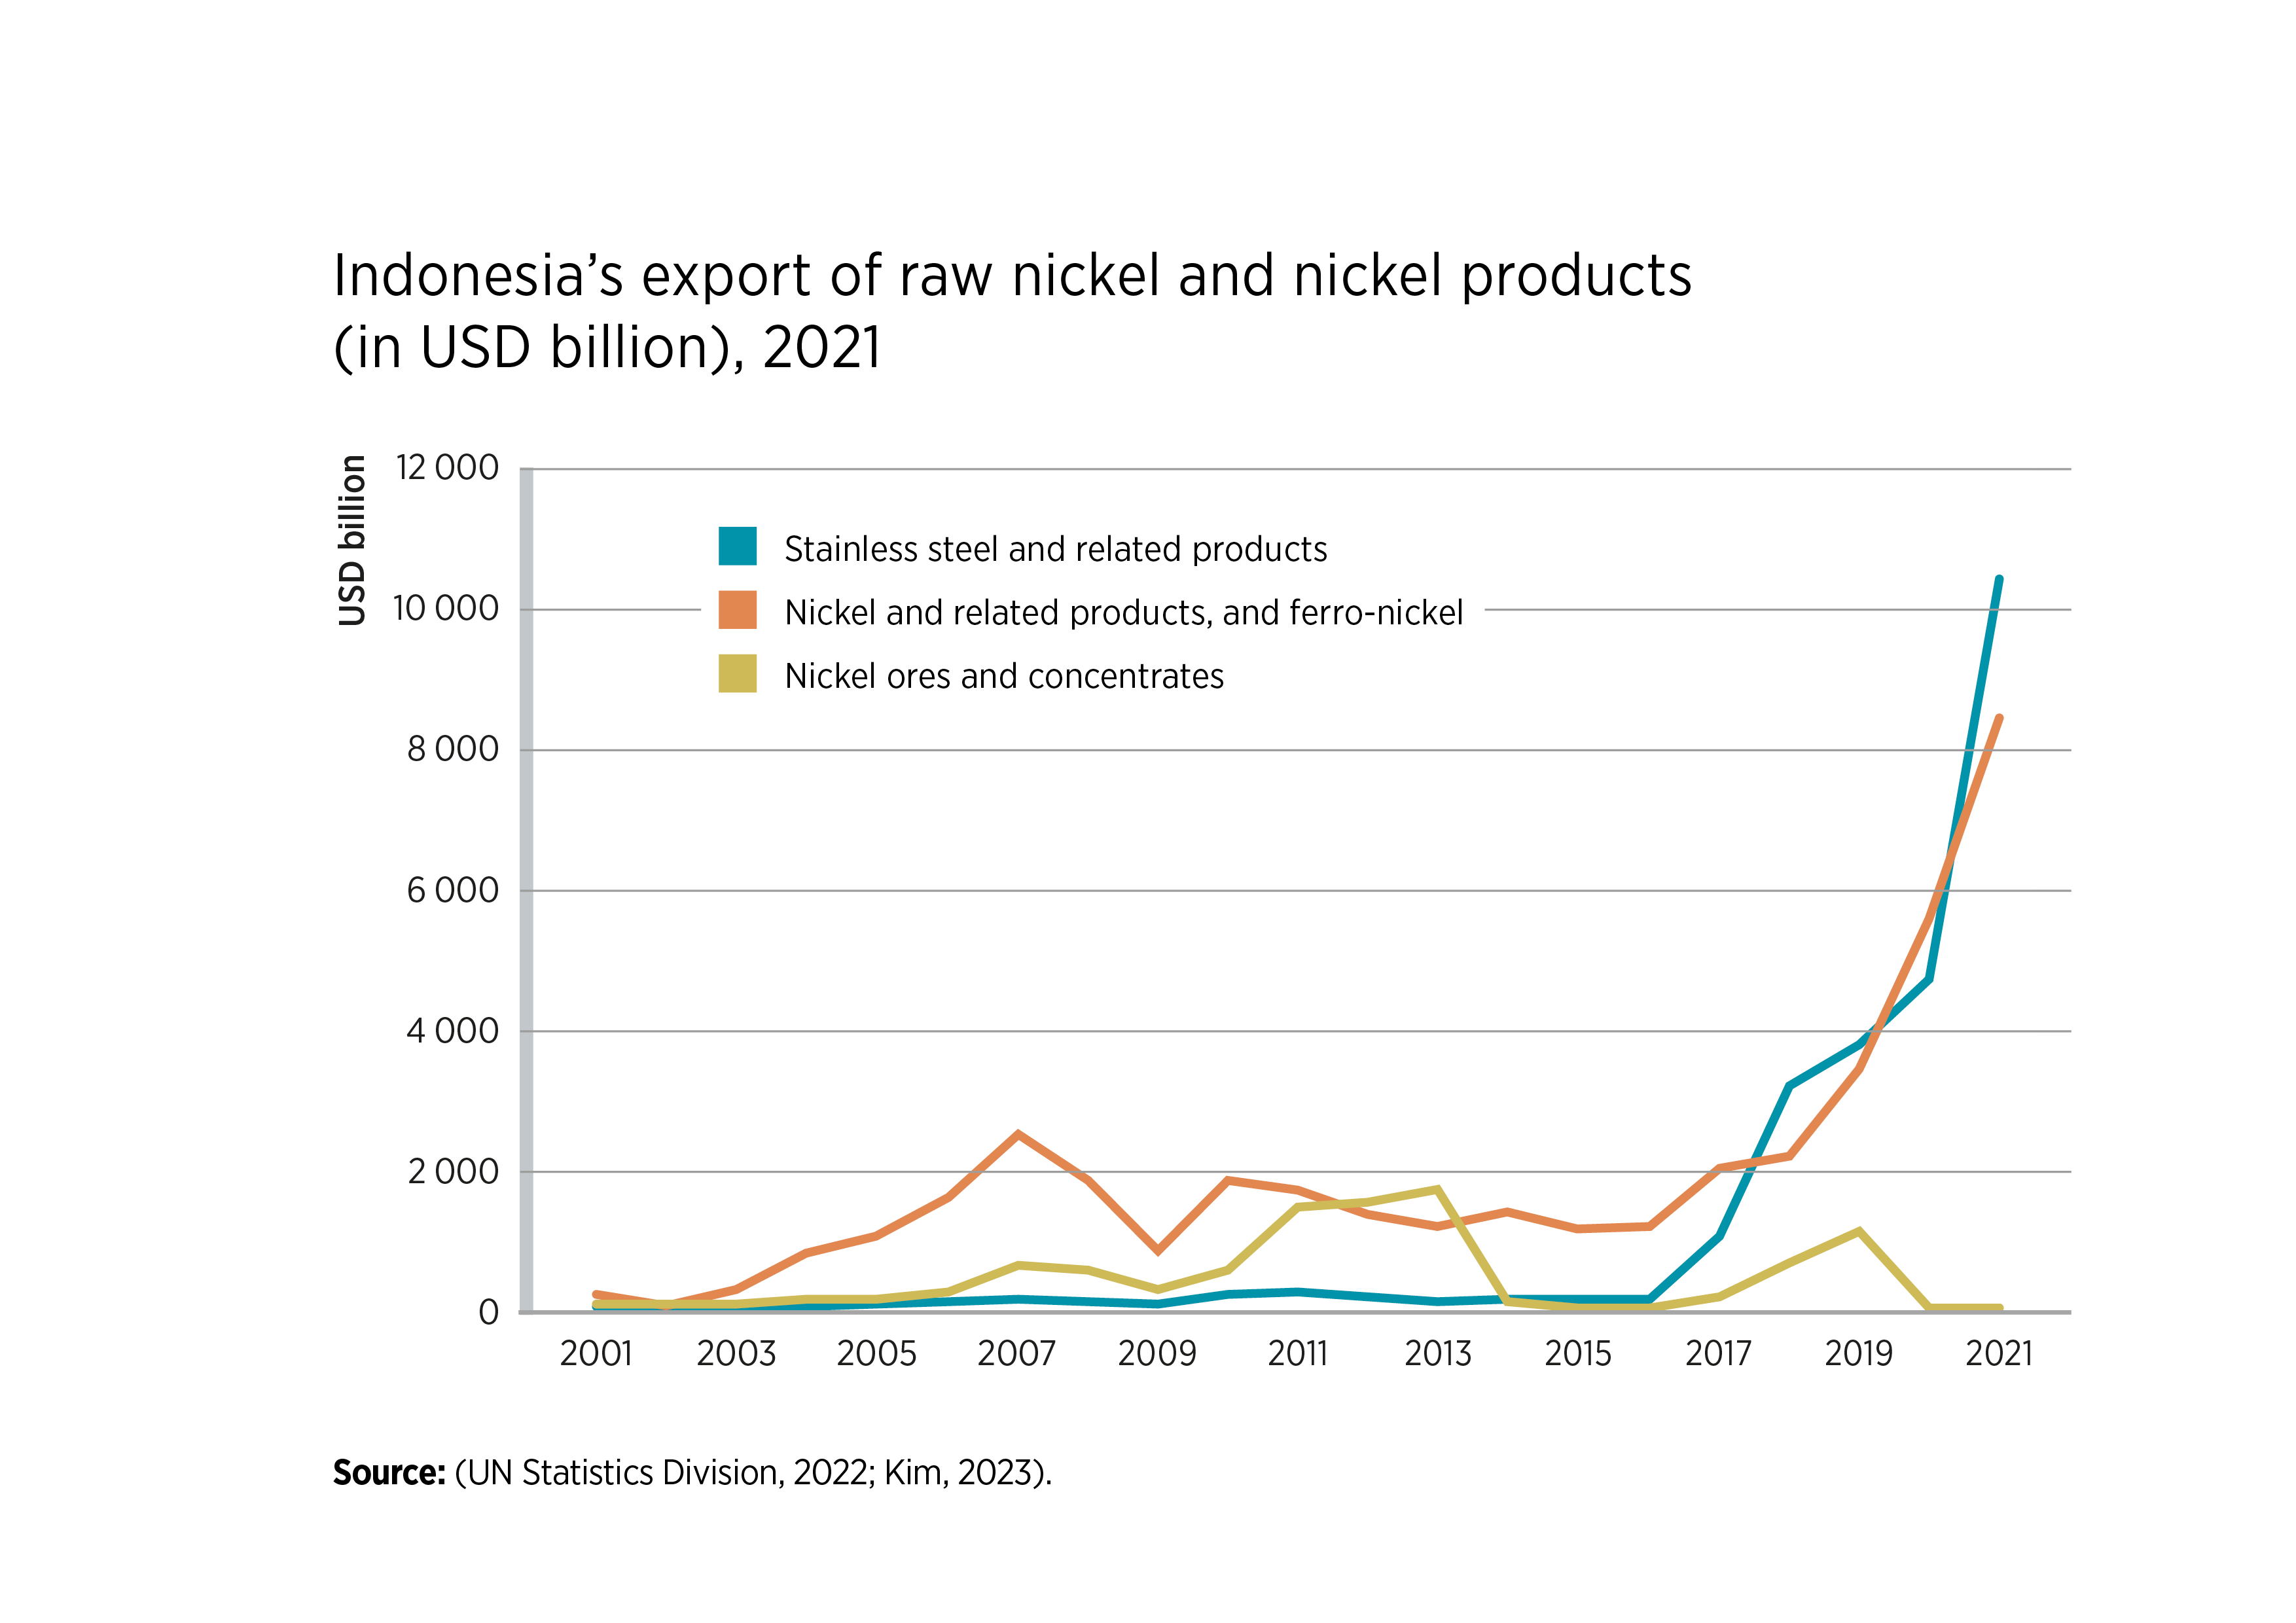 Indonesia’s export of raw nickel and nickel products
(in USD billion), 2021
USD billion
12 000
10 000
8 000
6 000
4 000
2 000
0
Stainless steel and related products
Nickel and related products, and ferro-nickel
Nickel ores and concentrates
2001 2003 2005 2007 2009 2011 2013 2015 2017 2019 2021
Source: (UN Statistics Division, 2022; Kim, 2023).